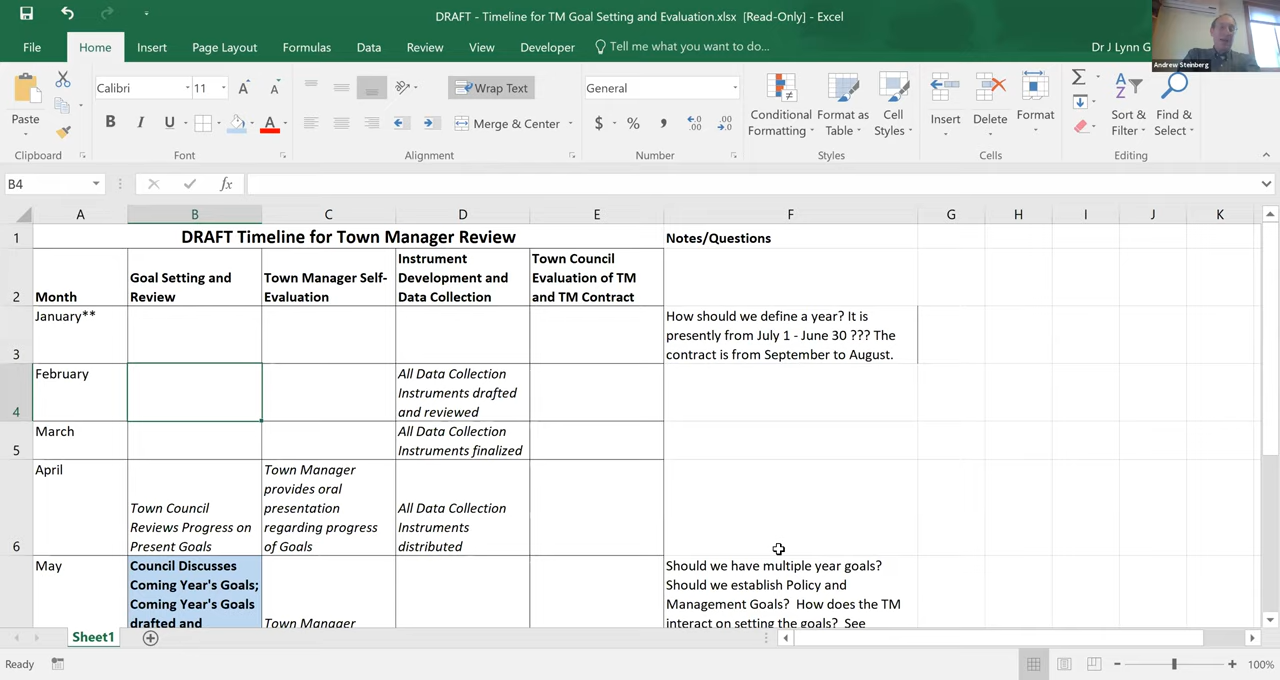 DRAFT - Timeline for TM Goal Setting and Evaluation.xlsx [Read-Only] - Excel
File
Home
Insert
Page Layout
Formulas
Data
Review
View
Developer
Tell me what you want to do...
Dr J Lynn G
Andrew Steinberg
Paste
Calibri
11
A
A
B
I
U
A
Wrap Text
Merge & Center
General
$
%
Conditional
Formatting
Format as
Table
Cell
Styles
Insert
Delete
Format
Σ
A
Z
Sort &
Filter
Find &
Select
Clipboard
Font
Alignment
Number
Styles
Cells
Editing
B4
fx
A B C D E F G H I J K
1
DRAFT Timeline for Town Manager Review
Notes/Questions
2
Month
Goal Setting and
Review
Town Manager Self-
Evaluation
Instrument
Development and
Data Collection
Town Council
Evaluation of TM
and TM Contract
3
January**
How should we define a year? It is
presently from July 1 - June 30 ??? The
contract is from September to August.
4
February
All Data Collection
Instruments drafted
and reviewed
5
March
All Data Collection
Instruments finalized
6
April
Town Council
Reviews Progress on
Present Goals
Town Manager
provides oral
presentation
regarding progress
of Goals
All Data Collection
Instruments
distributed
May
Council Discusses
Coming Year's Goals;
Coming Year's Goals
drafted and
Town Manager
Should we have multiple year goals?
Should we establish Policy and
Management Goals? How does the TM
interact on setting the goals? See
Sheet1
Ready
100%